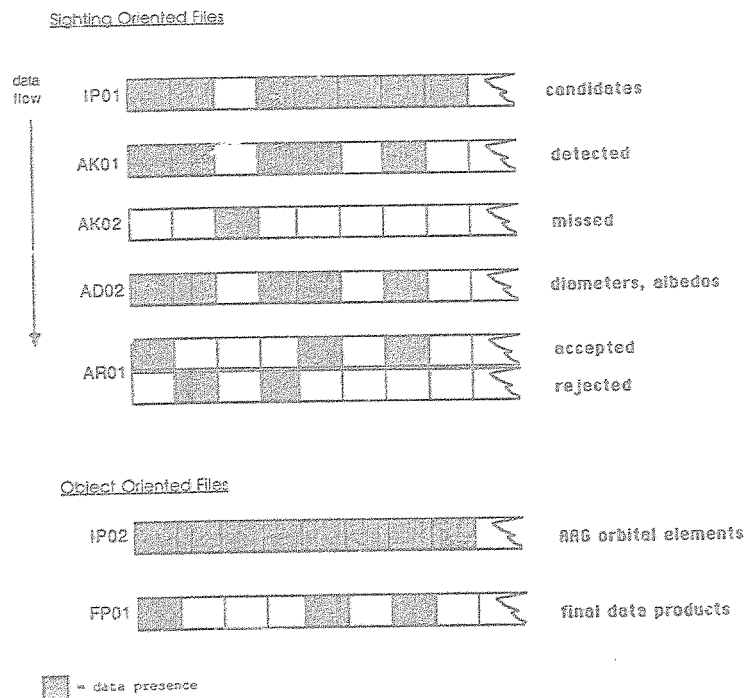 Sighting Oriented Files
data
flow
IP01
candidates
AK01
detected
AK02
missed
AD02
diameters, albedos
AR01
accepted
rejected
Object Oriented Files
IP02
AAG orbital elements
FP01
final data products
= data presence